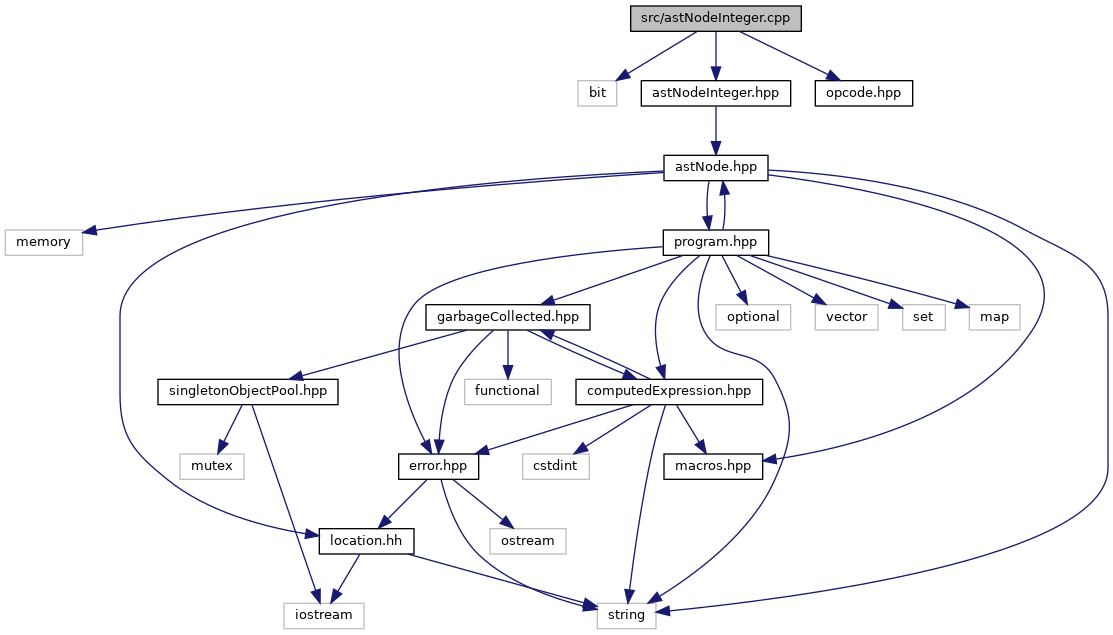 src/astNodeInteger.cpp
bit
astNodeInteger.hpp
opcode.hpp
astNode.hpp
memory
program.hpp
garbageCollected.hpp
optional
vector
set
map
singletonObjectPool.hpp
functional
computedExpression.hpp
mutex
error.hpp
cstdint
macros.hpp
location.hh
ostream
iostream
string